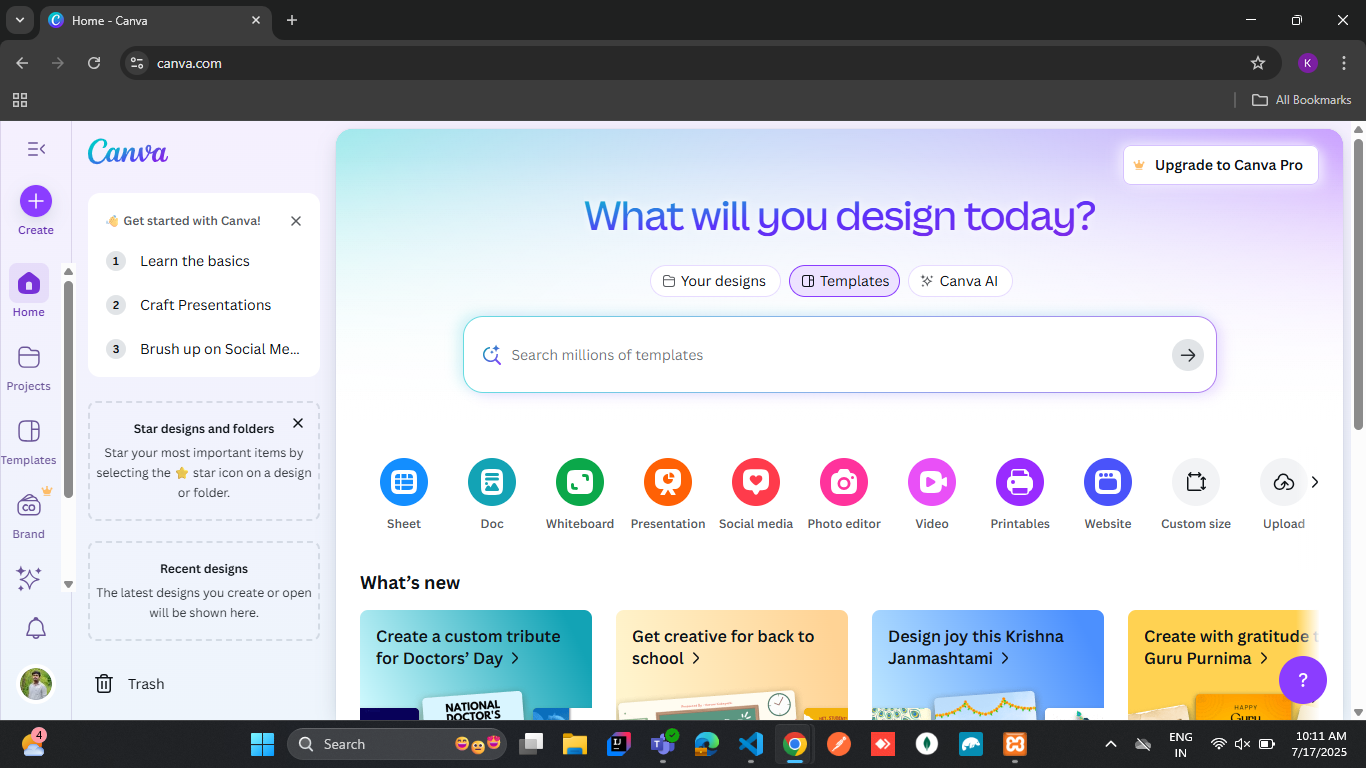 Home - Canva
canva.com
K
All Bookmarks
Canva
Create
Home
Projects
Templates
CO
Brand
Get started with Canva!
1 Learn the basics
2 Craft Presentations
3 Brush up on Social Me...
Star designs and folders
Star your most important items by
selecting the star icon on a design
or folder.
Recent designs
The latest designs you create or open
will be shown here.
Trash
Upgrade to Canva Pro
What will you design today?
Your designs
Templates
Canva AI
Search millions of templates
Sheet
Doc
Whiteboard
Presentation
Social media
Photo editor
Video
Printables
Website
Custom size
Upload
What's new
Create a custom tribute
for Doctors' Day
NATIONAL
DOCTOR'S
Get creative for back to
school
Design joy this Krishna
Janmashtami
Create with gratitude t
Guru Purnima
HAPPY
Guru
?
4
Search
ENG
IN
10:11 AM
7/17/2025